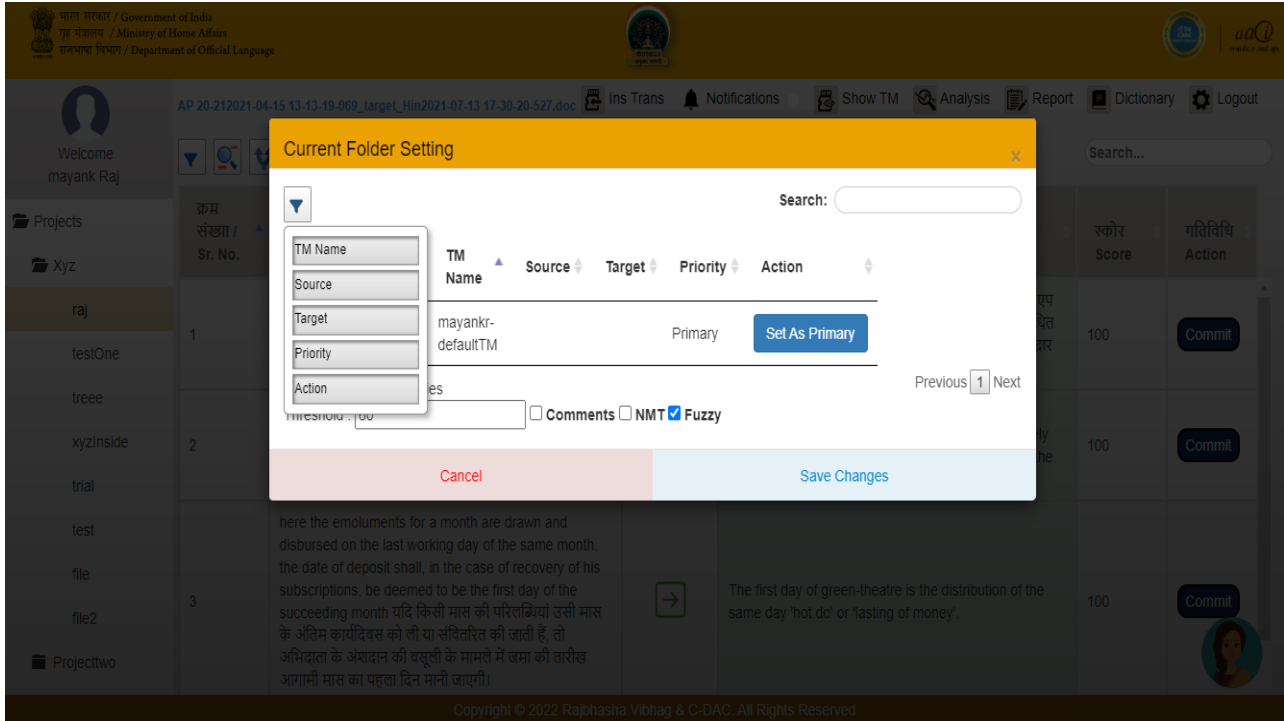 भारत सरकार / Government of India
गृह मंत्रालय / Ministry of Home Affairs
राजभाषा विभाग / Department of Official Language
AP 20-212021-04-15 13-13-19-069_target_Hin2021-07-13 17-30-20-527.doc Ins Trans Notifications Show TM Analysis Report Dictionary Logout
Welcome
mayank Raj
Search...
Current Folder Setting x
Search:
TM Name
Source
Target
Priority
Action
TM Name Source Target Priority Action
mayankr-defaultTM Primary Set As Primary
es
Previous 1 Next
Threshold : 60 Comments NMT Fuzzy
Cancel Save Changes
Projects
Xyz
raj
testOne
treee
xyzInside
trial
test
file
file2
Projecttwo
क्रम
संख्या /
Sr. No.
स्कोर
Score
गतिविधि
Action
1 100 Commit
2 100 Commit
here the emoluments for a month are drawn and
disbursed on the last working day of the same month,
the date of deposit shall, in the case of recovery of his
subscriptions, be deemed to be the first day of the
succeeding month यदि किसी मास की परिलब्धियां उसी मास
के अंतिम कार्यदिवस को ली या संवितरित की जाती हैं, तो
अभिदाता के अंशदान की वसूली के मामले में जमा की तारीख
आगामी मास का पहला दिन मानी जाएगी।
3
The first day of green-theatre is the distribution of the
same day 'hot do' or 'lasting of money'.
100 Commit
Copyright © 2022 Rajbhasha Vibhag & C-DAC. All Rights Reserved